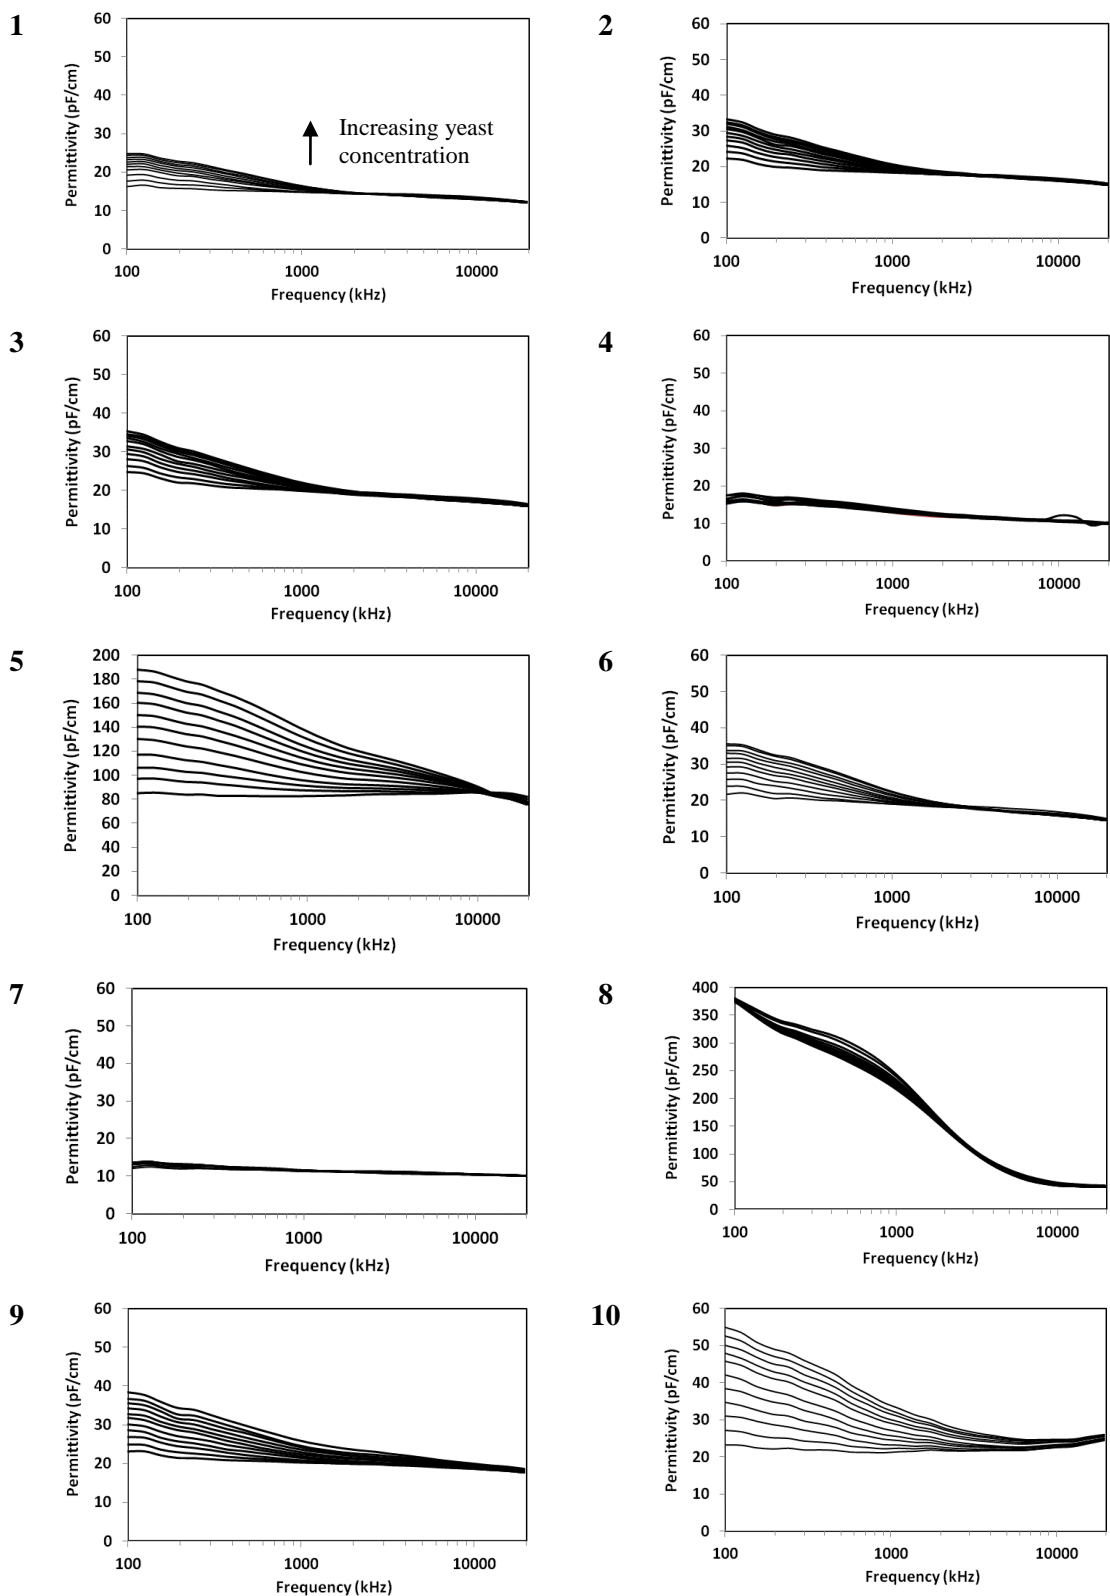 1
60
50
40
30
20
10
0
Permittivity (pF/cm)
Increasing yeast
concentration
100 1000 10000
Frequency (kHz)
2
60
50
40
30
20
10
0
Permittivity (pF/cm)
100 1000 10000
Frequency (kHz)
3
60
50
40
30
20
10
0
Permittivity (pF/cm)
100 1000 10000
Frequency (kHz)
4
60
50
40
30
20
10
0
Permittivity (pF/cm)
100 1000 10000
Frequency (kHz)
5
200
180
160
140
120
100
80
60
40
20
0
Permittivity (pF/cm)
100 1000 10000
Frequency (kHz)
6
60
50
40
30
20
10
0
Permittivity (pF/cm)
100 1000 10000
Frequency (kHz)
7
60
50
40
30
20
10
0
Permittivity (pF/cm)
100 1000 10000
Frequency (kHz)
8
400
350
300
250
200
150
100
50
0
Permittivity (pF/cm)
100 1000 10000
Frequency (kHz)
9
60
50
40
30
20
10
0
Permittivity (pF/cm)
100 1000 10000
Frequency (kHz)
10
60
50
40
30
20
10
0
Permittivity (pF/cm)
100 1000 10000
Frequency (kHz)